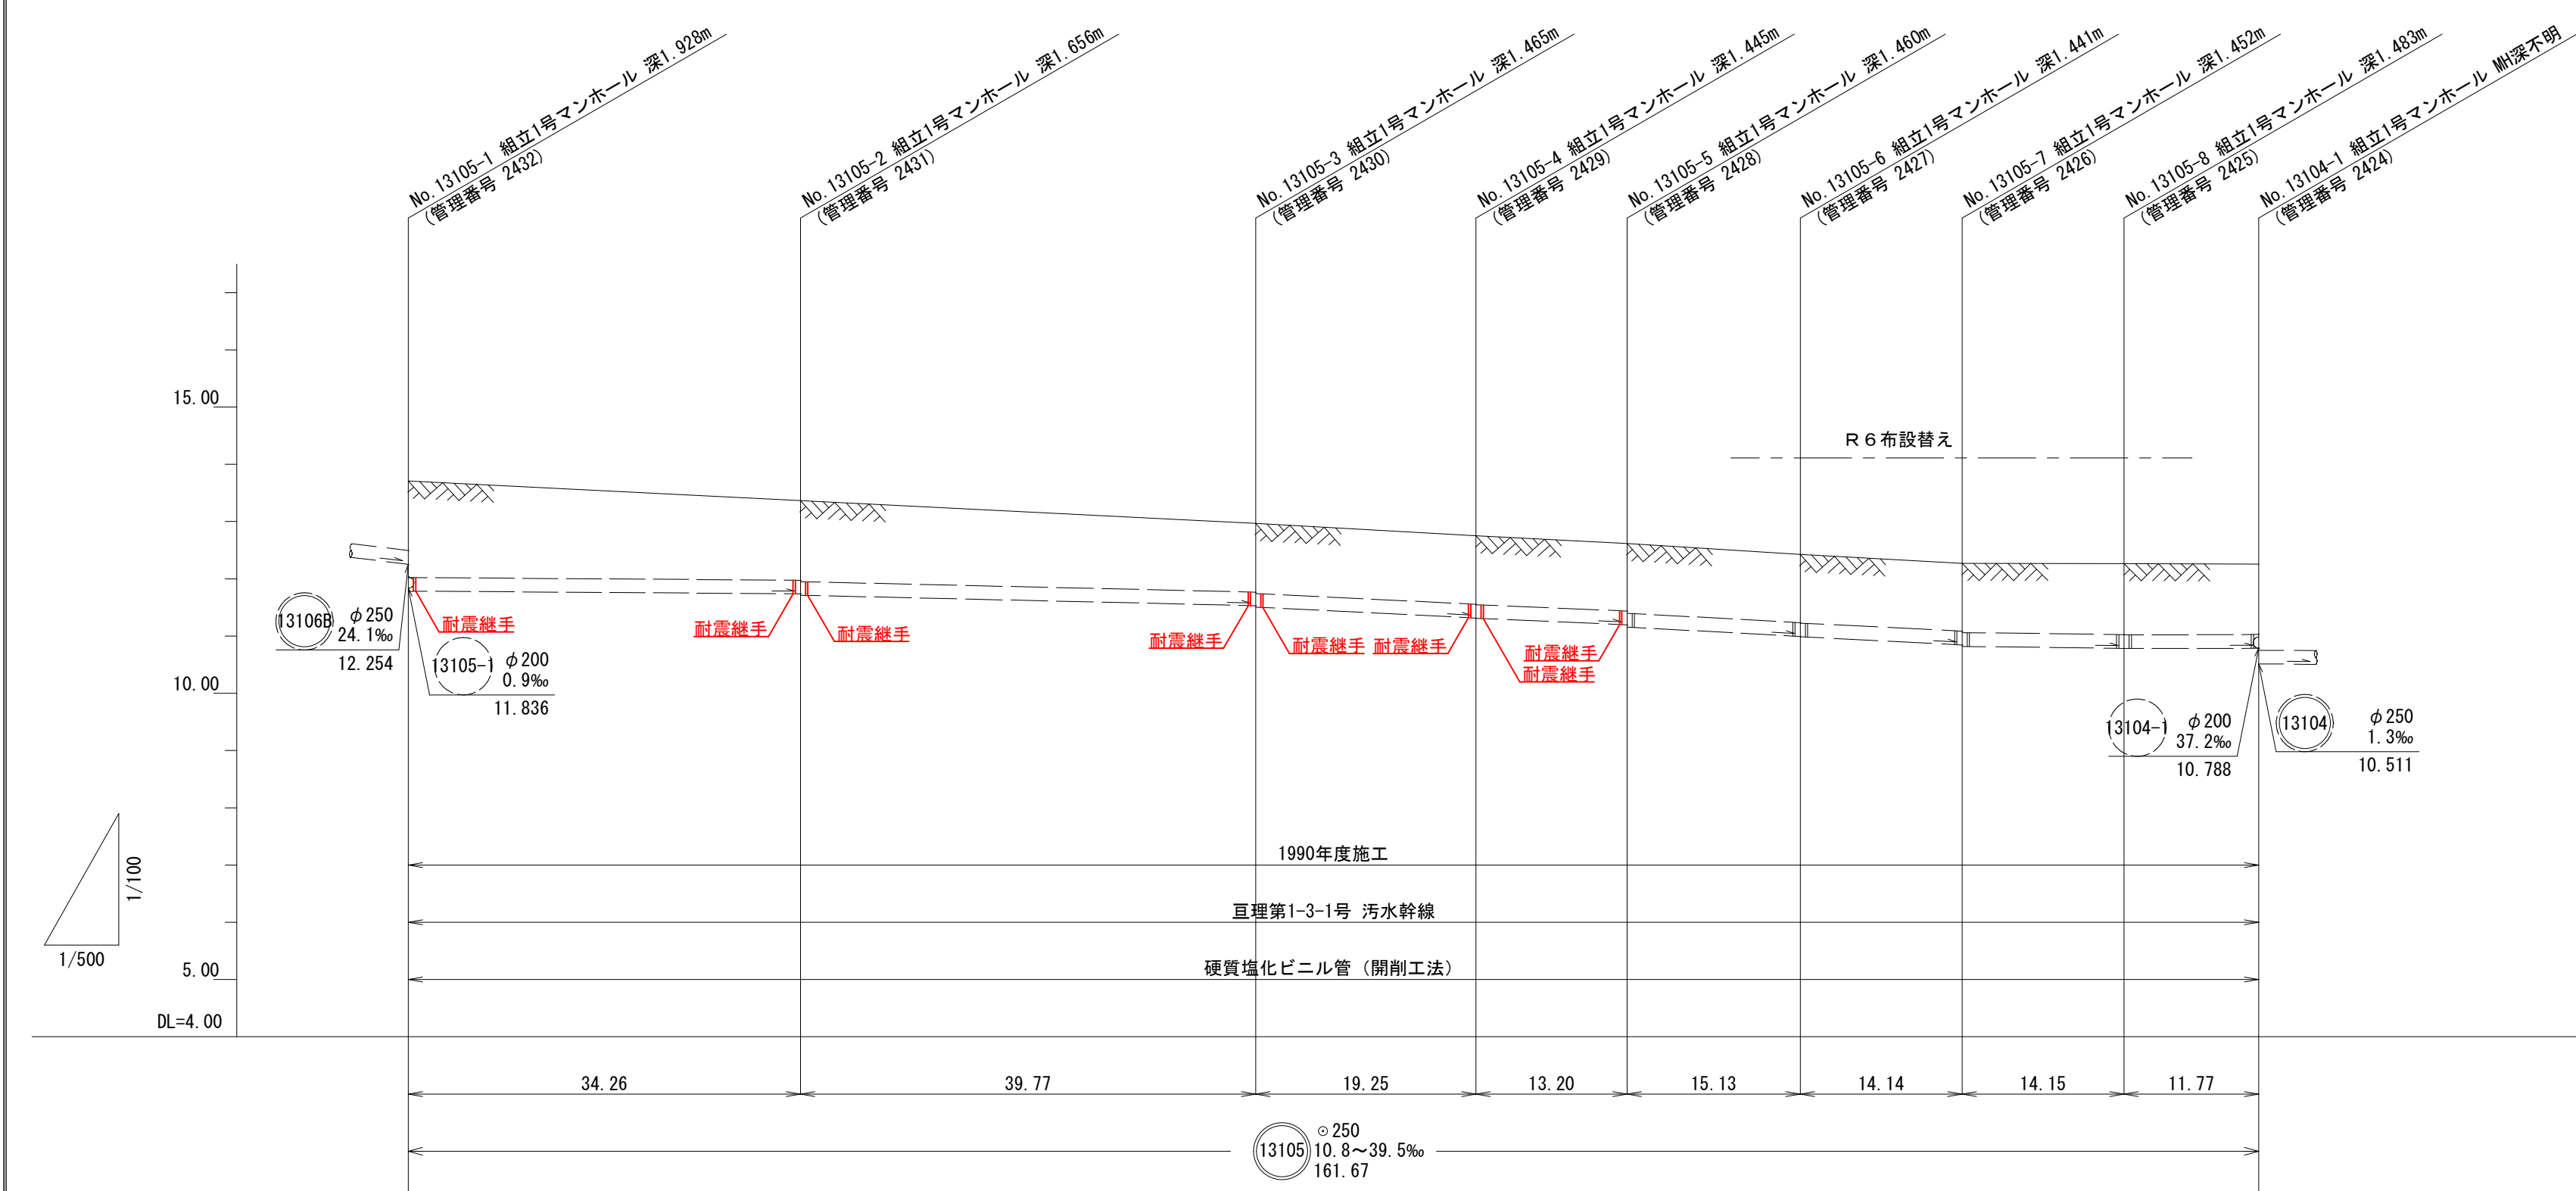 No.13105-1 組立1号マンホール 深1.928m
(管理番号 2432)
No.13105-2 組立1号マンホール 深1.656m
(管理番号 2431)
No.13105-3 組立1号マンホール 深1.465m
(管理番号 2430)
No.13105-4 組立1号マンホール 深1.445m
(管理番号 2429)
No.13105-5 組立1号マンホール 深1.460m
(管理番号 2428)
No.13105-6 組立1号マンホール 深1.441m
(管理番号 2427)
No.13105-7 組立1号マンホール 深1.452m
(管理番号 2426)
No.13105-8 組立1号マンホール 深1.483m
(管理番号 2425)
No.13104-1 組立1号マンホール MH深不明
(管理番号 2424)
15.00
R6布設替え
13106B
φ250
24.1‰
12.254
耐震継手
13105-1
φ200
0.9‰
11.836
耐震継手
耐震継手
耐震継手
耐震継手
耐震継手
耐震継手
耐震継手
10.00
13104-1
φ200
37.2‰
10.788
13104
φ250
1.3‰
10.511
1/100
1/500
1990年度施工
亘理第1-3-1号 汚水幹線
硬質塩化ビニル管（開削工法）
5.00
DL=4.00
34.26
39.77
19.25
13.20
15.13
14.14
14.15
11.77
13105
⊙250
10.8～39.5‰
161.67